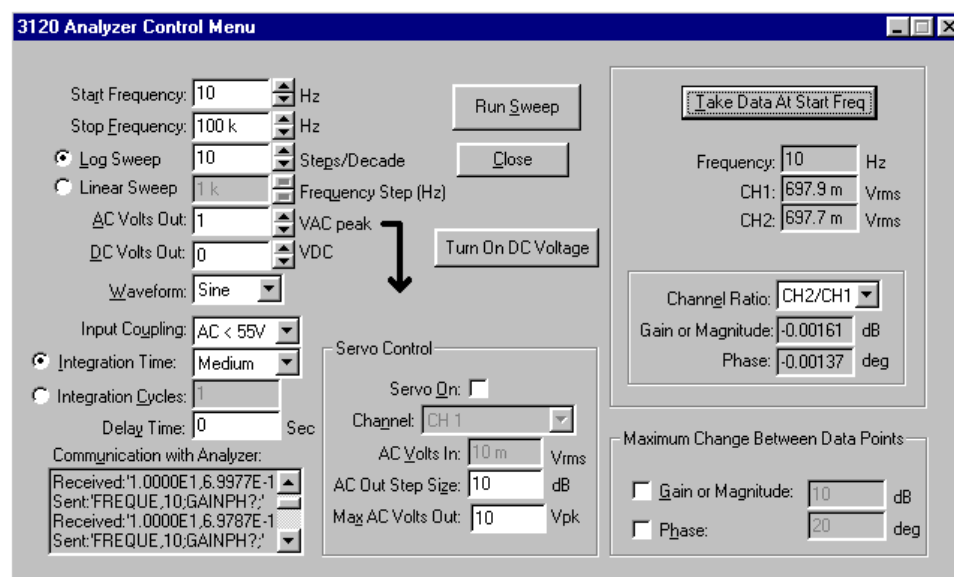 3120 Analyzer Control Menu
Start Frequency: 10 Hz
Stop Frequency: 100 k Hz
Log Sweep 10 Steps/Decade
Linear Sweep 1 k Frequency Step (Hz)
AC Volts Out: 1 VAC peak
DC Volts Out: 0 VDC
Waveform: Sine
Input Coupling: AC < 55V
Integration Time: Medium
Integration Cycles: 1
Delay Time: 0 Sec
Communication with Analyzer:
Received:'1.0000E1,6.9977E-1
Sent:'FREQUE,10;GAINPH?;'
Received:'1.0000E1,6.9787E-1
Sent:'FREQUE,10;GAINPH?;'
Run Sweep
Close
Turn On DC Voltage
Servo Control
Servo On:
Channel: CH 1
AC Volts In: 10 m Vrms
AC Out Step Size: 10 dB
Max AC Volts Out: 10 Vpk
Take Data At Start Freq
Frequency: 10 Hz
CH1: 697.9 m Vrms
CH2: 697.7 m Vrms
Channel Ratio: CH2/CH1
Gain or Magnitude: -0.00161 dB
Phase: -0.00137 deg
Maximum Change Between Data Points
Gain or Magnitude: 10 dB
Phase: 20 deg